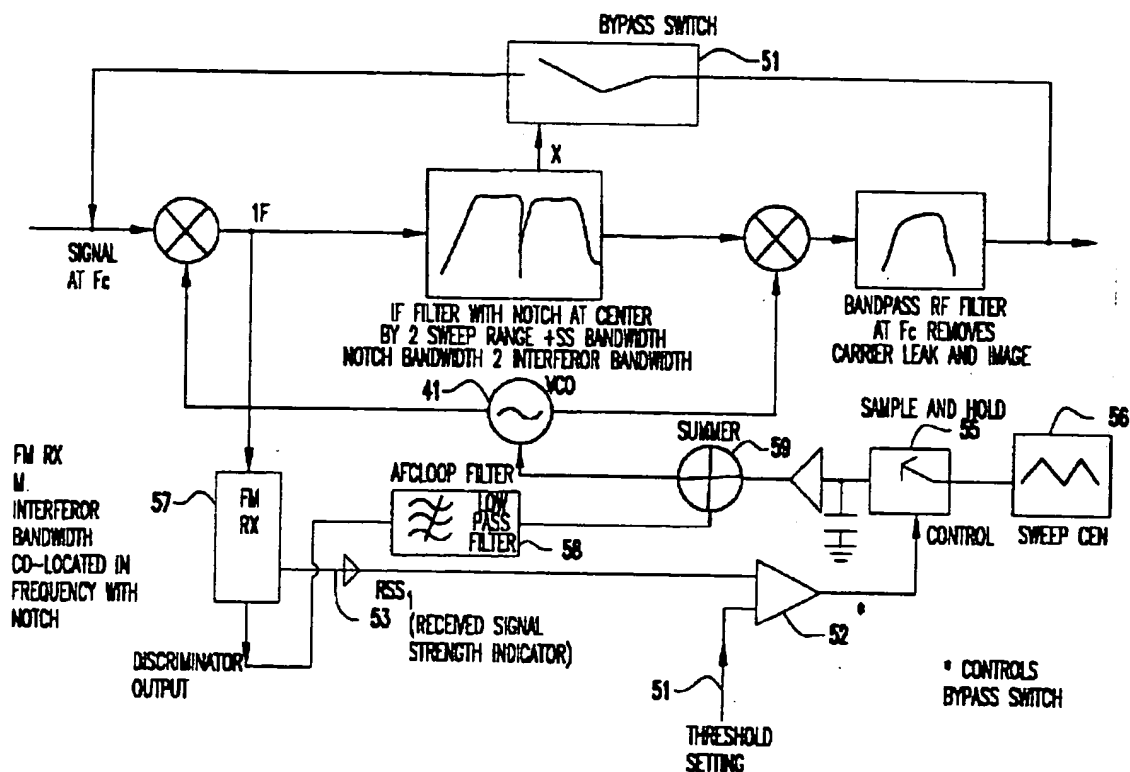 BYPASS SWITCH
51
X
1F
SIGNAL
AT Fc
IF FILTER WITH NOTCH AT CENTER
BY 2 SWEEP RANGE +SS BANDWIDTH
NOTCH BANDWIDTH 2 INTERFEROR BANDWIDTH
BANDPASS RF FILTER
AT Fc REMOVES
CARRIER LEAK AND IMAGE
VCO
41
SUMMER
59
SAMPLE AND HOLD
55
56
CONTROL
SWEEP CEN
FM RX
M.
INTERFEROR
BANDWIDTH
CO-LOCATED IN
FREQUENCY WITH
NOTCH
57
FM
RX
AFCLOOP FILTER
LOW
PASS
FILTER
58
RSS1
53
(RECEIVED SIGNAL
STRENGTH INDICATOR)
DISCRIMINATOR
OUTPUT
52
*
51
THRESHOLD
SETTING
* CONTROLS
BYPASS SWITCH